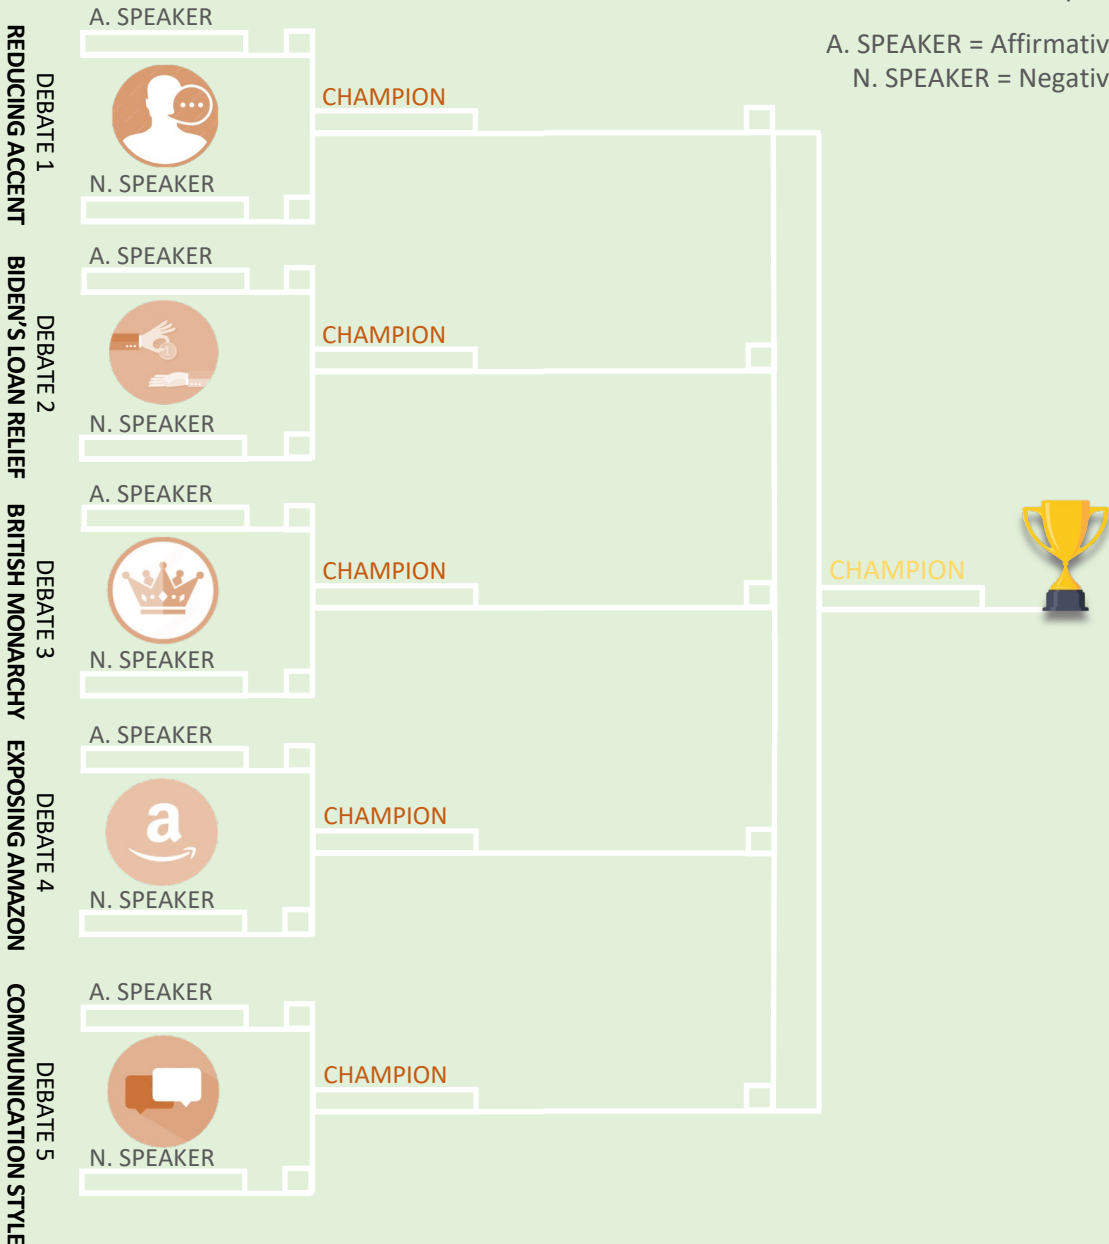 A. SPEAKER = Affirmativ
N. SPEAKER = Negativ
DEBATE 1
REDUCING ACCENT
A. SPEAKER
N. SPEAKER
CHAMPION
DEBATE 2
BIDEN'S LOAN RELIEF
A. SPEAKER
N. SPEAKER
CHAMPION
DEBATE 3
BRITISH MONARCHY
A. SPEAKER
N. SPEAKER
CHAMPION
CHAMPION
DEBATE 4
EXPOSING AMAZON
A. SPEAKER
a
N. SPEAKER
CHAMPION
DEBATE 5
COMMUNICATION STYLE
A. SPEAKER
N. SPEAKER
CHAMPION